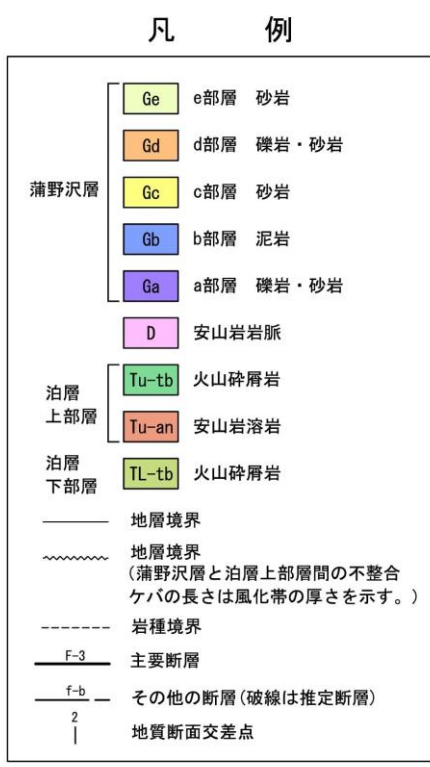 凡 例
Ge e部層 砂岩
Gd d部層 礫岩・砂岩
蒲野沢層 Gc c部層 砂岩
Gb b部層 泥岩
Ga a部層 礫岩・砂岩
D 安山岩岩脈
泊層
上部層
Tu-tb 火山砕屑岩
Tu-an 安山岩溶岩
泊層
下部層
TL-tb 火山砕屑岩
地層境界
地層境界
(蒲野沢層と泊層上部層間の不整合
ケバの長さは風化帯の厚さを示す。)
岩種境界
F-3 主要断層
f-b その他の断層(破線は推定断層)
2 地質断面交差点